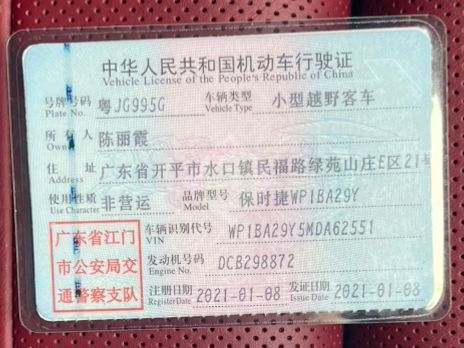 中华人民共和国机动车行驶证
Vehicle License of the People's Republic of China
号牌号码 Plate No. 粤JG995G 车辆类型 Vehicle Type 小型越野客车
所有人 Owner 陈丽霞
住址 Address 广东省开平市水口镇民福路绿苑山庄E区21号
使用性质 Use Character 非营运 品牌型号 Model 保时捷WP1BA29Y
车辆识别代号 VIN WP1BA29Y5MDA62551
发动机号码 Engine No. DCB298872
注册日期 Register Date 2021-01-08 发证日期 Issue Date 2021-01-08
广东省江门
市公安局交
通警察支队